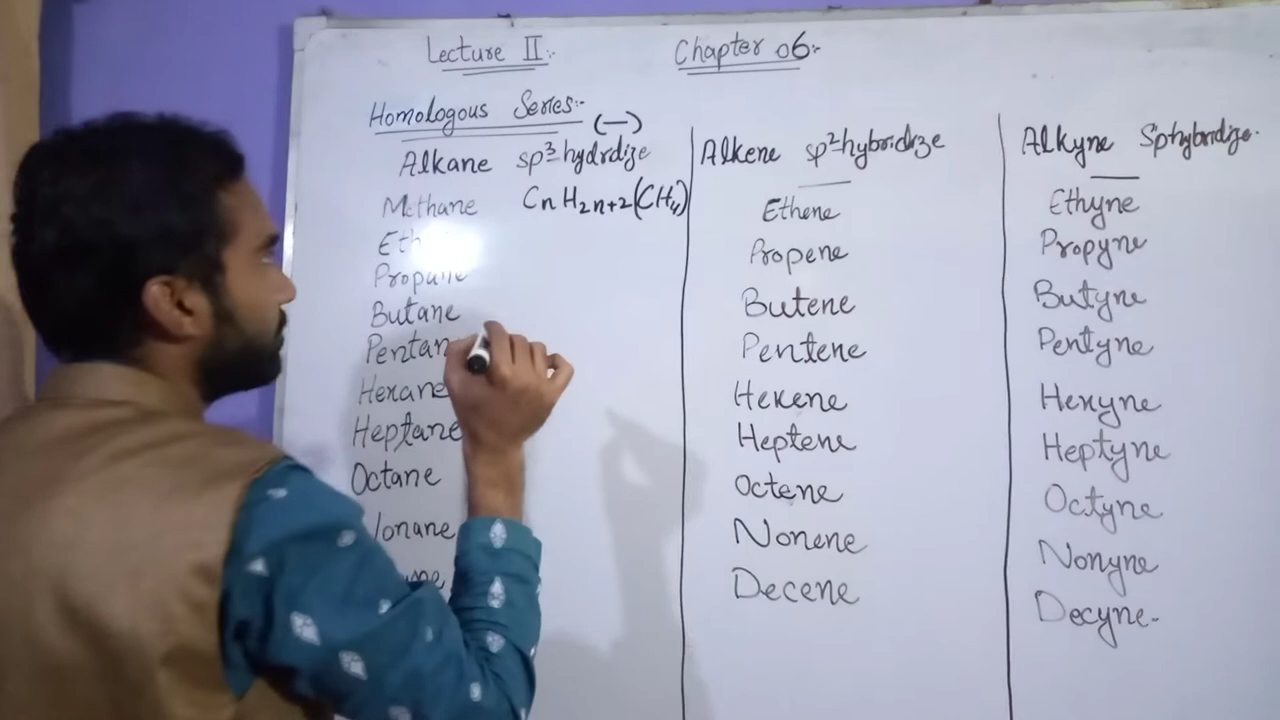 Lecture II:-
Chapter 06:-
Homologous Series:-
(—)
Alkane sp3 hydrdize
Methane CnH2n+2(CH4)
Propane
Butane
Hexane
Heptane
Octane
Alkene sp2-hybridize
Ethene
Propene
Butene
Pentene
Hexene
Heptene
Octene
Nonene
Decene
Alkyne Sphybridize.
Ethyne
Propyne
Butyne
Pentyne
Hexyne
Heptyne
Octyne
Nonyne
Decyne.